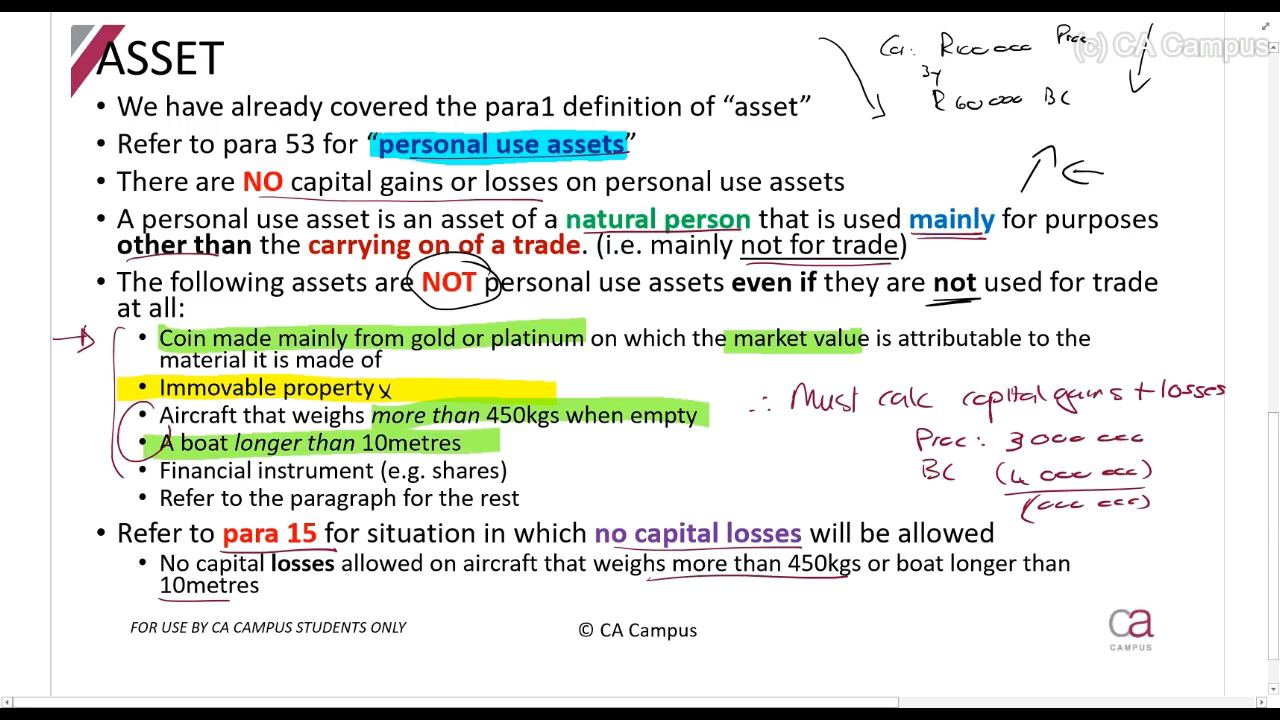 ASSET
(c) CA Campus
• We have already covered the para1 definition of “asset”
• Refer to para 53 for “personal use assets”
• There are NO capital gains or losses on personal use assets
• A personal use asset is an asset of a natural person that is used mainly for purposes
other than the carrying on of a trade. (i.e. mainly not for trade)
• The following assets are NOT personal use assets even if they are not used for trade
at all:
• Coin made mainly from gold or platinum on which the market value is attributable to the
material it is made of
• Immovable property x
• Aircraft that weighs more than 450kgs when empty
• A boat longer than 10metres
• Financial instrument (e.g. shares)
• Refer to the paragraph for the rest
∴ Must calc capital gains + losses
Proc: 3 000 000
BC (4 000 000)
• Refer to para 15 for situation in which no capital losses will be allowed
• No capital losses allowed on aircraft that weighs more than 450kgs or boat longer than
10metres
FOR USE BY CA CAMPUS STUDENTS ONLY
© CA Campus
ca
CAMPUS